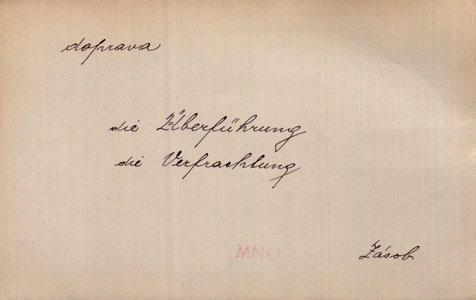 doprava
die Überführung
die Verfrachtung
MNO
Zásob.